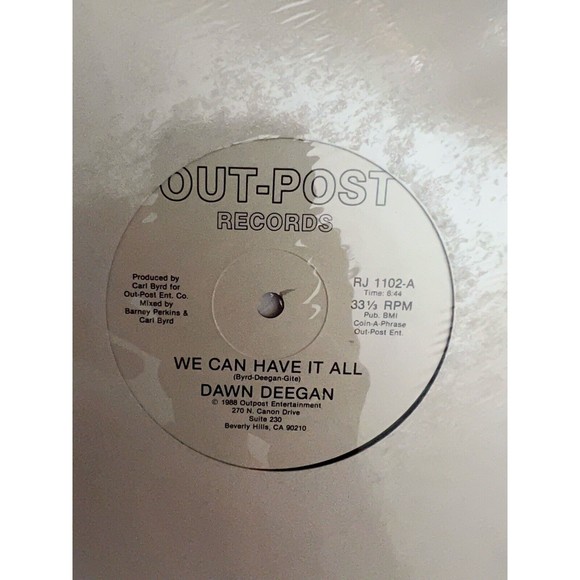 OUT-POST
RECORDS
Produced by
Carl Byrd for
Out-Post Ent. Co.
Mixed by
Barney Perkins &
Carl Byrd
RJ 1102-A
Time: 6:44
33⅓ RPM
Pub. BMI
Coin-A-Phrase
Out-Post Ent.
WE CAN HAVE IT ALL
(Byrd-Deegan-Gite)
DAWN DEEGAN
© 1988 Outpost Entertainment
270 N. Canon Drive
Suite 230
Beverly Hills, CA 90210